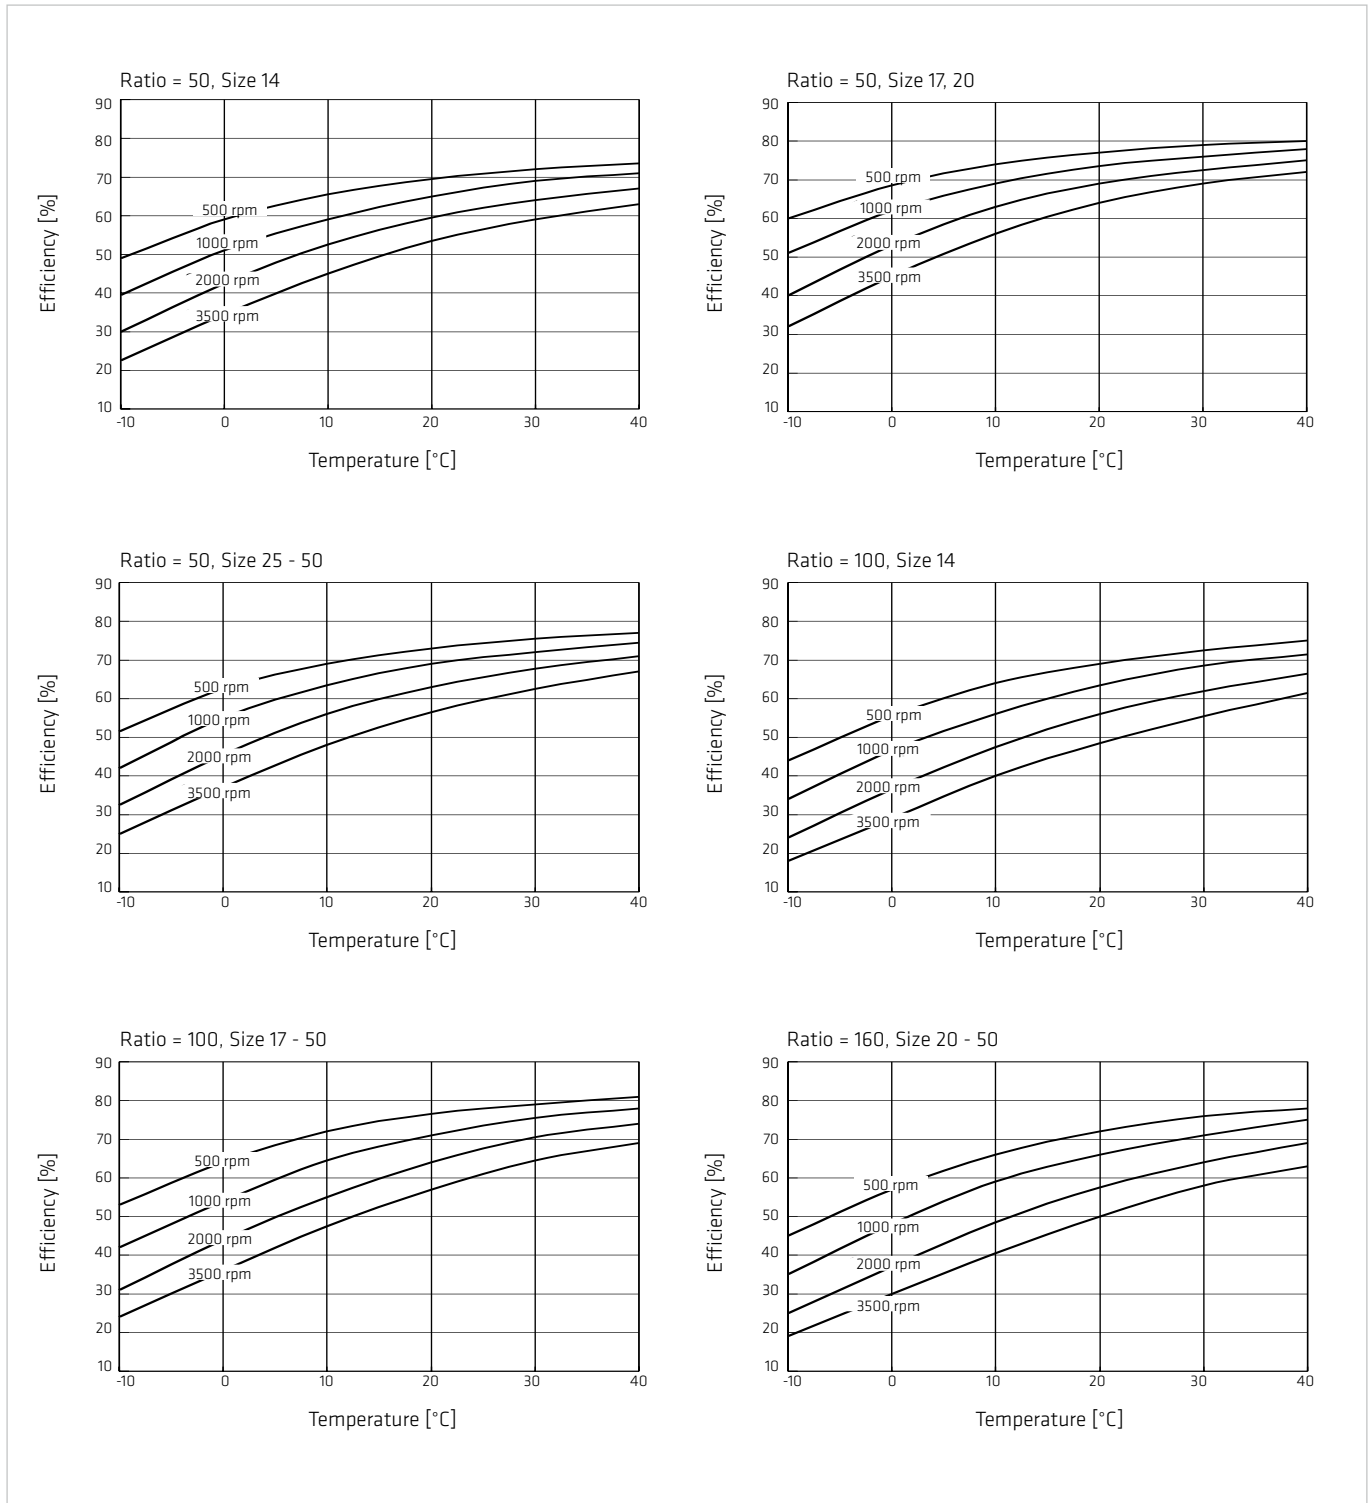 Ratio = 50, Size 14
90
80
70
60
50
40
30
20
10
Efficiency [%]
500 rpm
1000 rpm
2000 rpm
3500 rpm
-10 0 10 20 30 40
Temperature [°C]
Ratio = 50, Size 17, 20
90
80
70
60
50
40
30
20
10
Efficiency [%]
500 rpm
1000 rpm
2000 rpm
3500 rpm
-10 0 10 20 30 40
Temperature [°C]
Ratio = 50, Size 25 - 50
90
80
70
60
50
40
30
20
10
Efficiency [%]
500 rpm
1000 rpm
2000 rpm
3500 rpm
-10 0 10 20 30 40
Temperature [°C]
Ratio = 100, Size 14
90
80
70
60
50
40
30
20
10
Efficiency [%]
500 rpm
1000 rpm
2000 rpm
3500 rpm
-10 0 10 20 30 40
Temperature [°C]
Ratio = 100, Size 17 - 50
90
80
70
60
50
40
30
20
10
Efficiency [%]
500 rpm
1000 rpm
2000 rpm
3500 rpm
-10 0 10 20 30 40
Temperature [°C]
Ratio = 160, Size 20 - 50
90
80
70
60
50
40
30
20
10
Efficiency [%]
500 rpm
1000 rpm
2000 rpm
3500 rpm
-10 0 10 20 30 40
Temperature [°C]